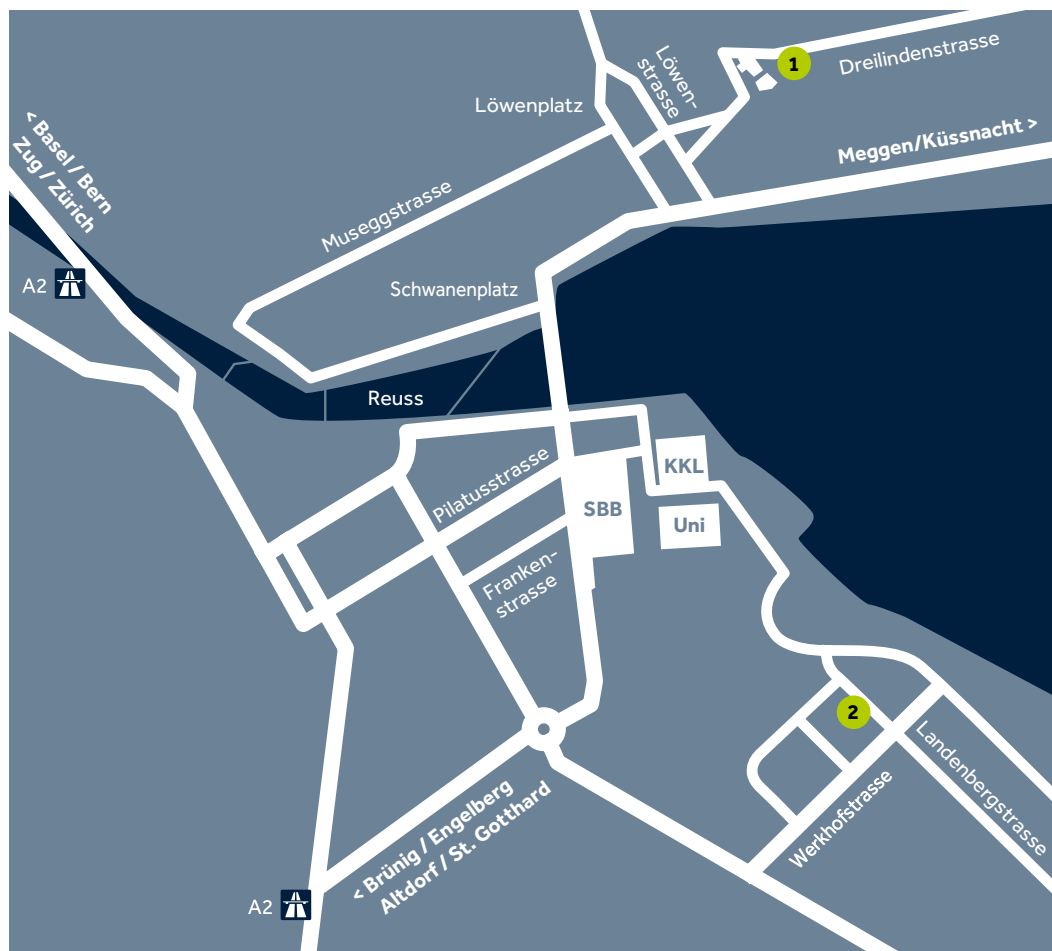 1
Dreilindenstrasse
Löwen-
strasse
Löwenplatz
Meggen/Küssnacht >
< Basel / Bern
Zug / Zürich
Museggstrasse
A2
Schwanenplatz
Reuss
Pilatusstrasse
KKL
SBB
Uni
Franken-
strasse
2
Landenbergstrasse
Werkhofstrasse
< Brünig / Engelberg
Altdorf / St. Gotthard
A2